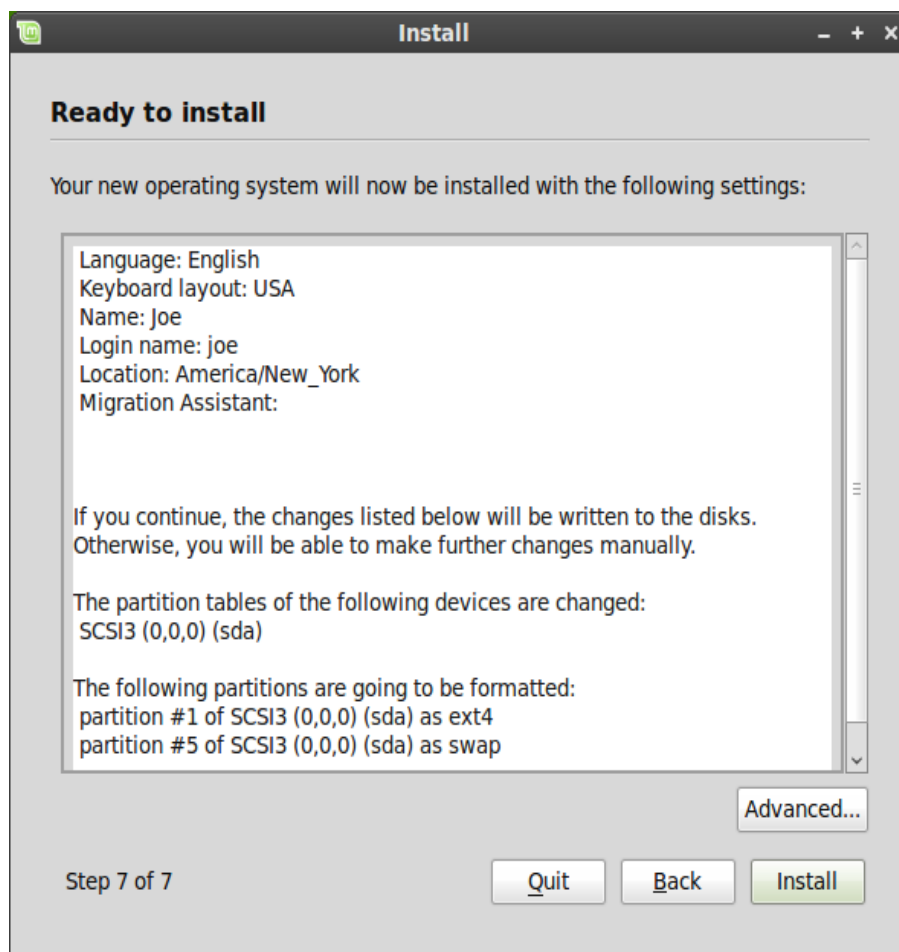 Install
Ready to install
Your new operating system will now be installed with the following settings:
Language: English
Keyboard layout: USA
Name: Joe
Login name: joe
Location: America/New_York
Migration Assistant:
If you continue, the changes listed below will be written to the disks.
Otherwise, you will be able to make further changes manually.
The partition tables of the following devices are changed:
SCSI3 (0,0,0) (sda)
The following partitions are going to be formatted:
partition #1 of SCSI3 (0,0,0) (sda) as ext4
partition #5 of SCSI3 (0,0,0) (sda) as swap
Advanced...
Step 7 of 7 Quit Back Install